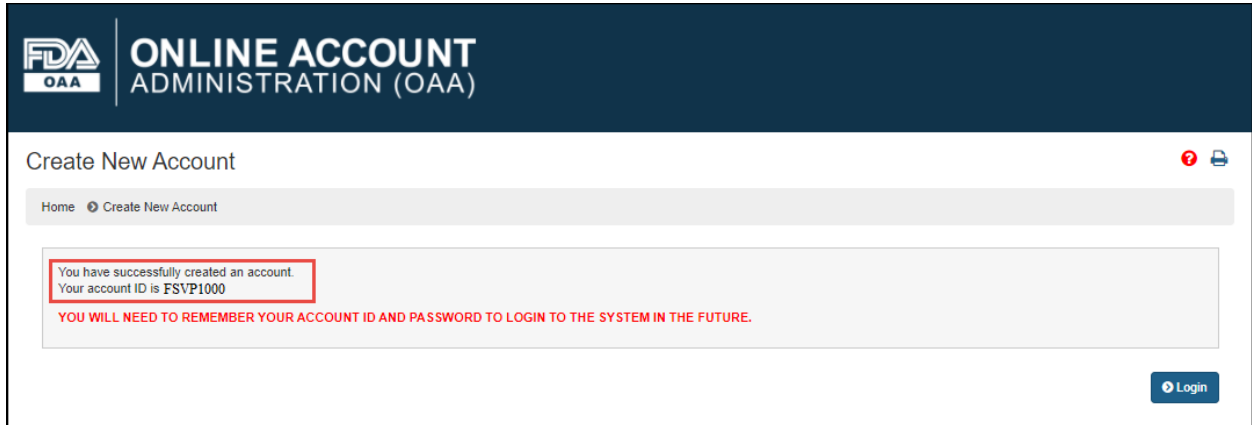 FDA
OAA
ONLINE ACCOUNT
ADMINISTRATION (OAA)
Create New Account
Home Create New Account
You have successfully created an account.
Your account ID is FSVP1000
YOU WILL NEED TO REMEMBER YOUR ACCOUNT ID AND PASSWORD TO LOGIN TO THE SYSTEM IN THE FUTURE.
Login